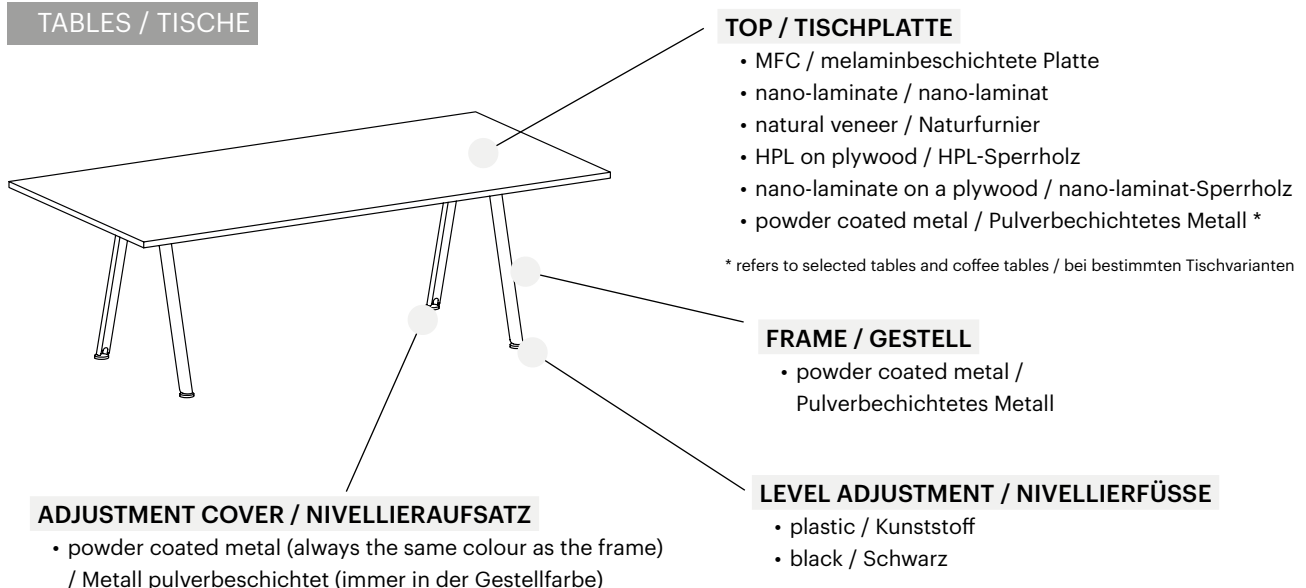 TABLES / TISCHE
TOP / TISCHPLATTE
• MFC / melaminbeschichtete Platte
• nano-laminate / nano-laminat
• natural veneer / Naturfurnier
• HPL on plywood / HPL-Sperrholz
• nano-laminate on a plywood / nano-laminat-Sperrholz
• powder coated metal / Pulverbechichtetes Metall *
* refers to selected tables and coffee tables / bei bestimmten Tischvarianten
FRAME / GESTELL
• powder coated metal /
Pulverbechichtetes Metall
LEVEL ADJUSTMENT / NIVELLIERFÜSSE
• plastic / Kunststoff
• black / Schwarz
ADJUSTMENT COVER / NIVELLIERAUFSATZ
• powder coated metal (always the same colour as the frame)
/ Metall pulverbeschichtet (immer in der Gestellfarbe)